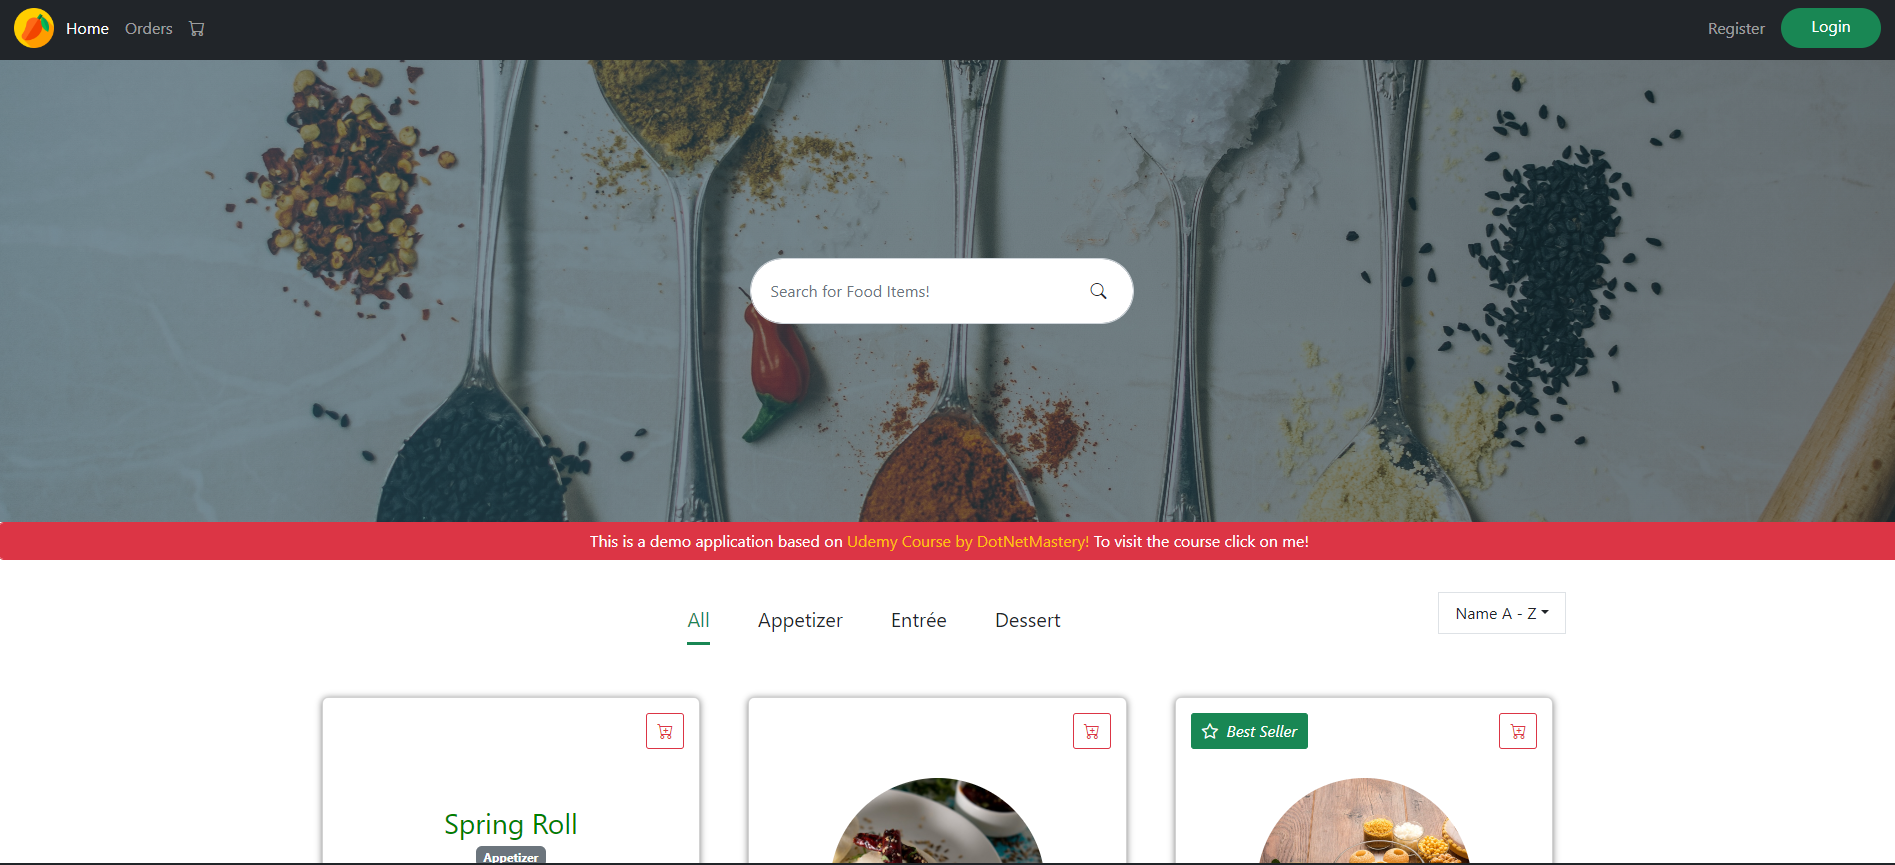 Home Orders Register Login
Search for Food Items!
This is a demo application based on Udemy Course by DotNetMastery! To visit the course click on me!
All Appetizer Entrée Dessert Name A - Z
Best Seller
Spring Roll
Appetizer